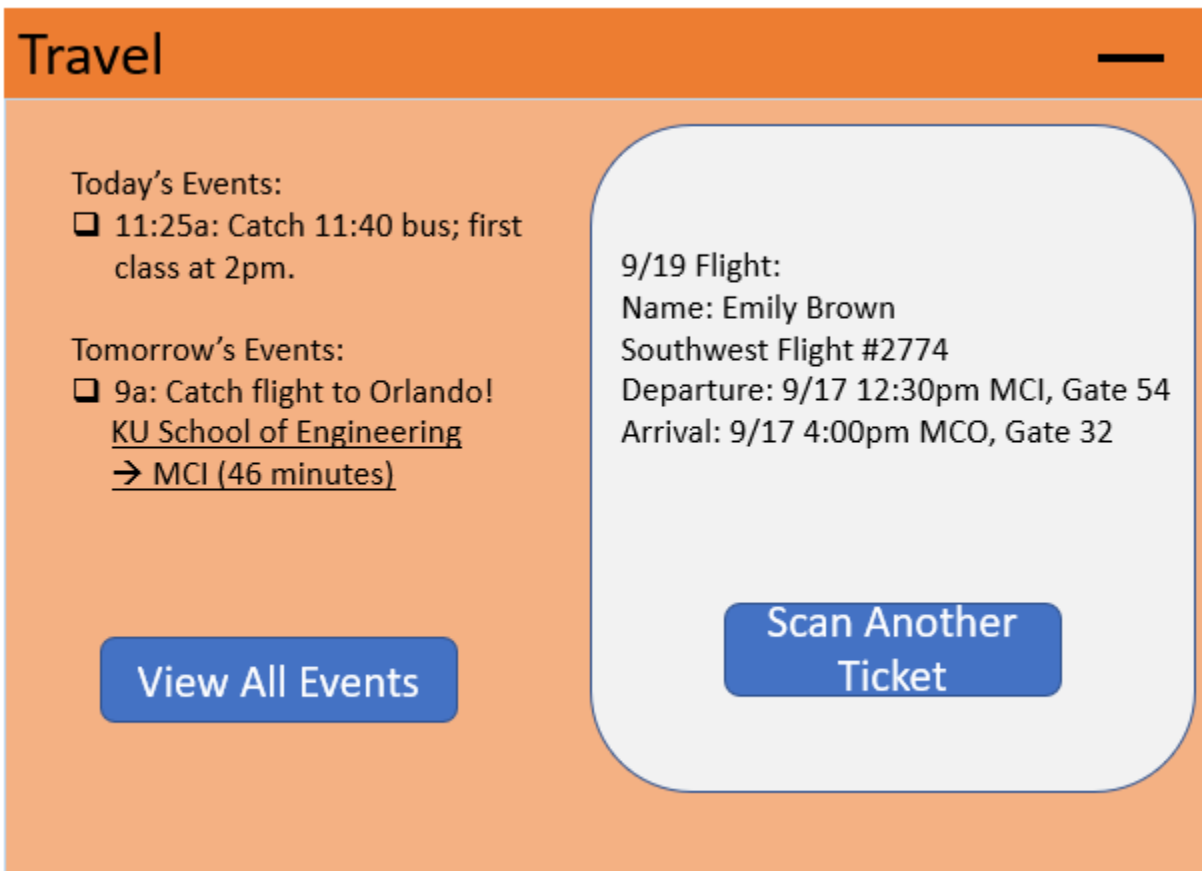 Travel
Today’s Events:
❑ 11:25a: Catch 11:40 bus; first
class at 2pm.
Tomorrow’s Events:
❑ 9a: Catch flight to Orlando!
KU School of Engineering
→ MCI (46 minutes)
View All Events
9/19 Flight:
Name: Emily Brown
Southwest Flight #2774
Departure: 9/17 12:30pm MCI, Gate 54
Arrival: 9/17 4:00pm MCO, Gate 32
Scan Another
Ticket